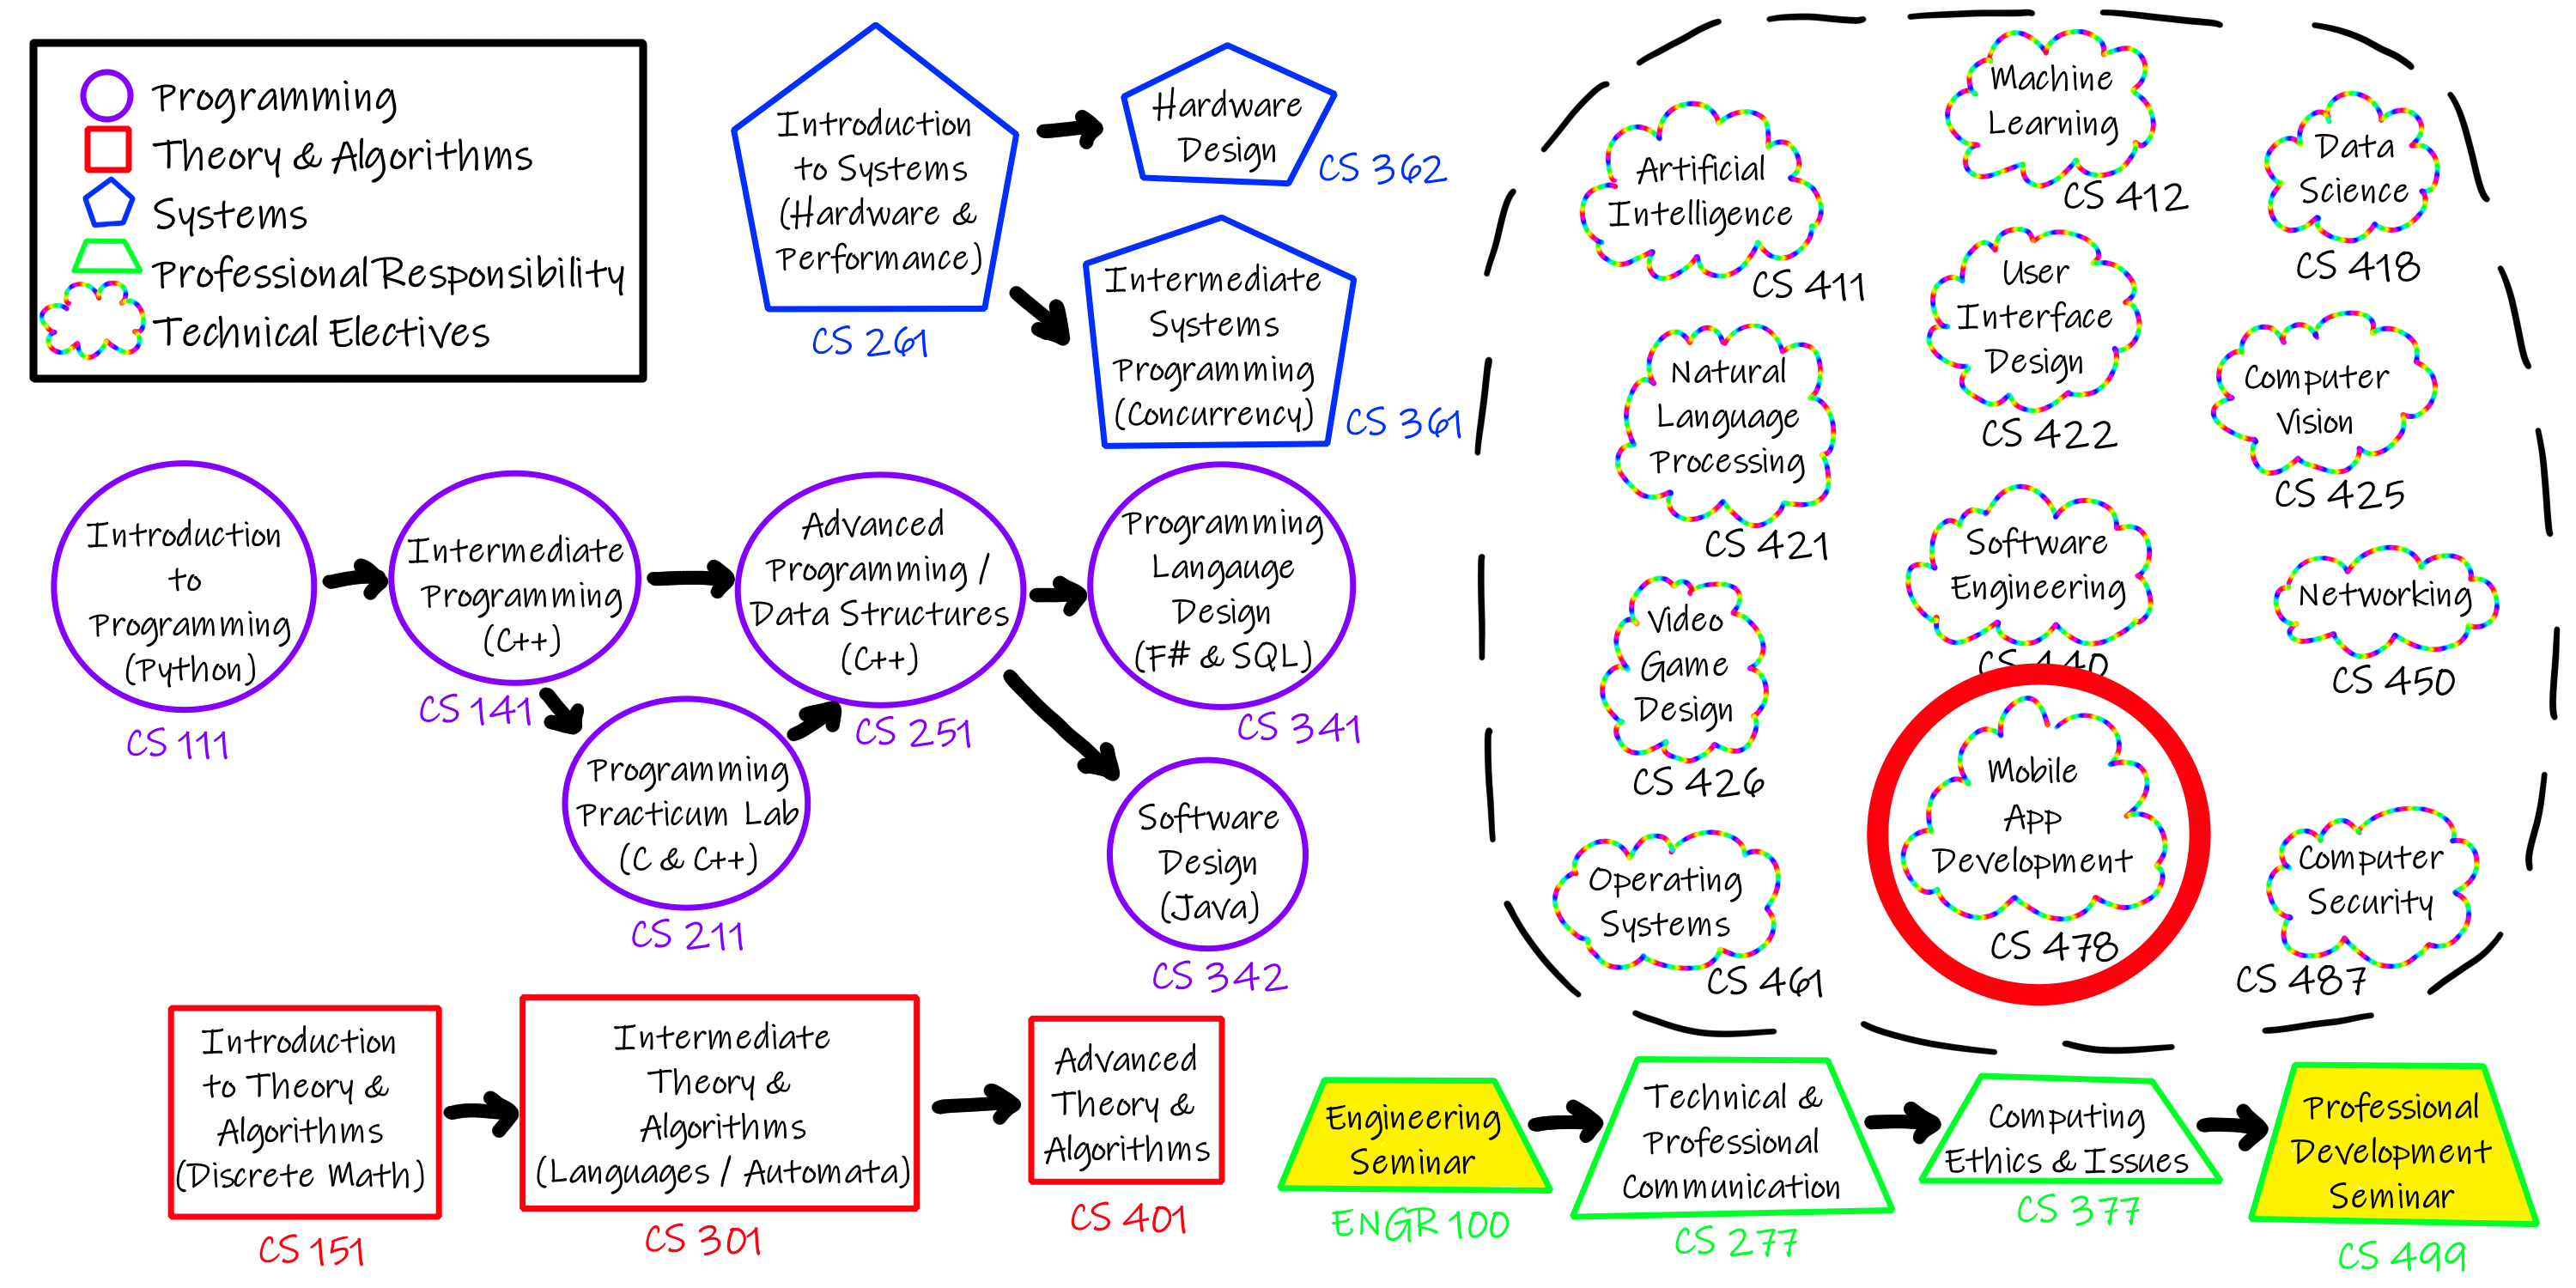 Programming
Theory & Algorithms
Systems
Professional Responsibility
Technical Electives
Introduction
to Systems
(Hardware &
Performance)
CS 261
Hardware
Design
CS 362
Intermediate
Systems
Programming
(Concurrency)
CS 361
Introduction
to
Programming
(Python)
CS 111
Intermediate
Programming
(C++)
CS 141
Programming
Practicum Lab
(C & C++)
CS 211
Advanced
Programming /
Data Structures
(C++)
CS 251
Programming
Langauge
Design
(F# & SQL)
CS 341
Software
Design
(Java)
CS 342
Introduction
to Theory &
Algorithms
(Discrete Math)
CS 151
Intermediate
Theory &
Algorithms
(Languages / Automata)
CS 301
Advanced
Theory &
Algorithms
CS 401
Artificial
Intelligence
CS 411
Machine
Learning
CS 412
Data
Science
CS 418
Natural
Language
Processing
CS 421
User
Interface
Design
CS 422
Computer
Vision
CS 425
Video
Game
Design
CS 426
Software
Engineering
CS 440
Networking
CS 450
Operating
Systems
CS 461
Mobile
App
Development
CS 478
Computer
Security
CS 487
Engineering
Seminar
ENGR 100
Technical &
Professional
Communication
CS 277
Computing
Ethics & Issues
CS 377
Professional
Development
Seminar
CS 499